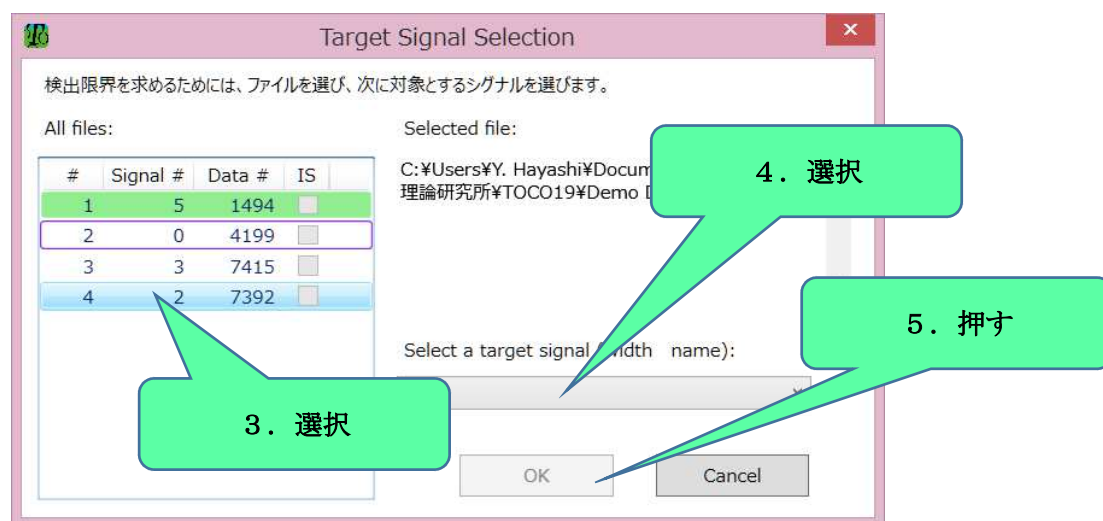 Target Signal Selection
検出限界を求めるためには、ファイルを選び、次に対象とするシグナルを選びます。
All files:
Selected file:
# Signal # Data # IS
1 5 1494
2 0 4199
3 3 7415
4 2 7392
C:¥Users¥Y. Hayashi¥Docum
理論研究所¥TOCO19¥Demo
4. 選択
5. 押す
Select a target signal (width name):
3. 選択
OK
Cancel